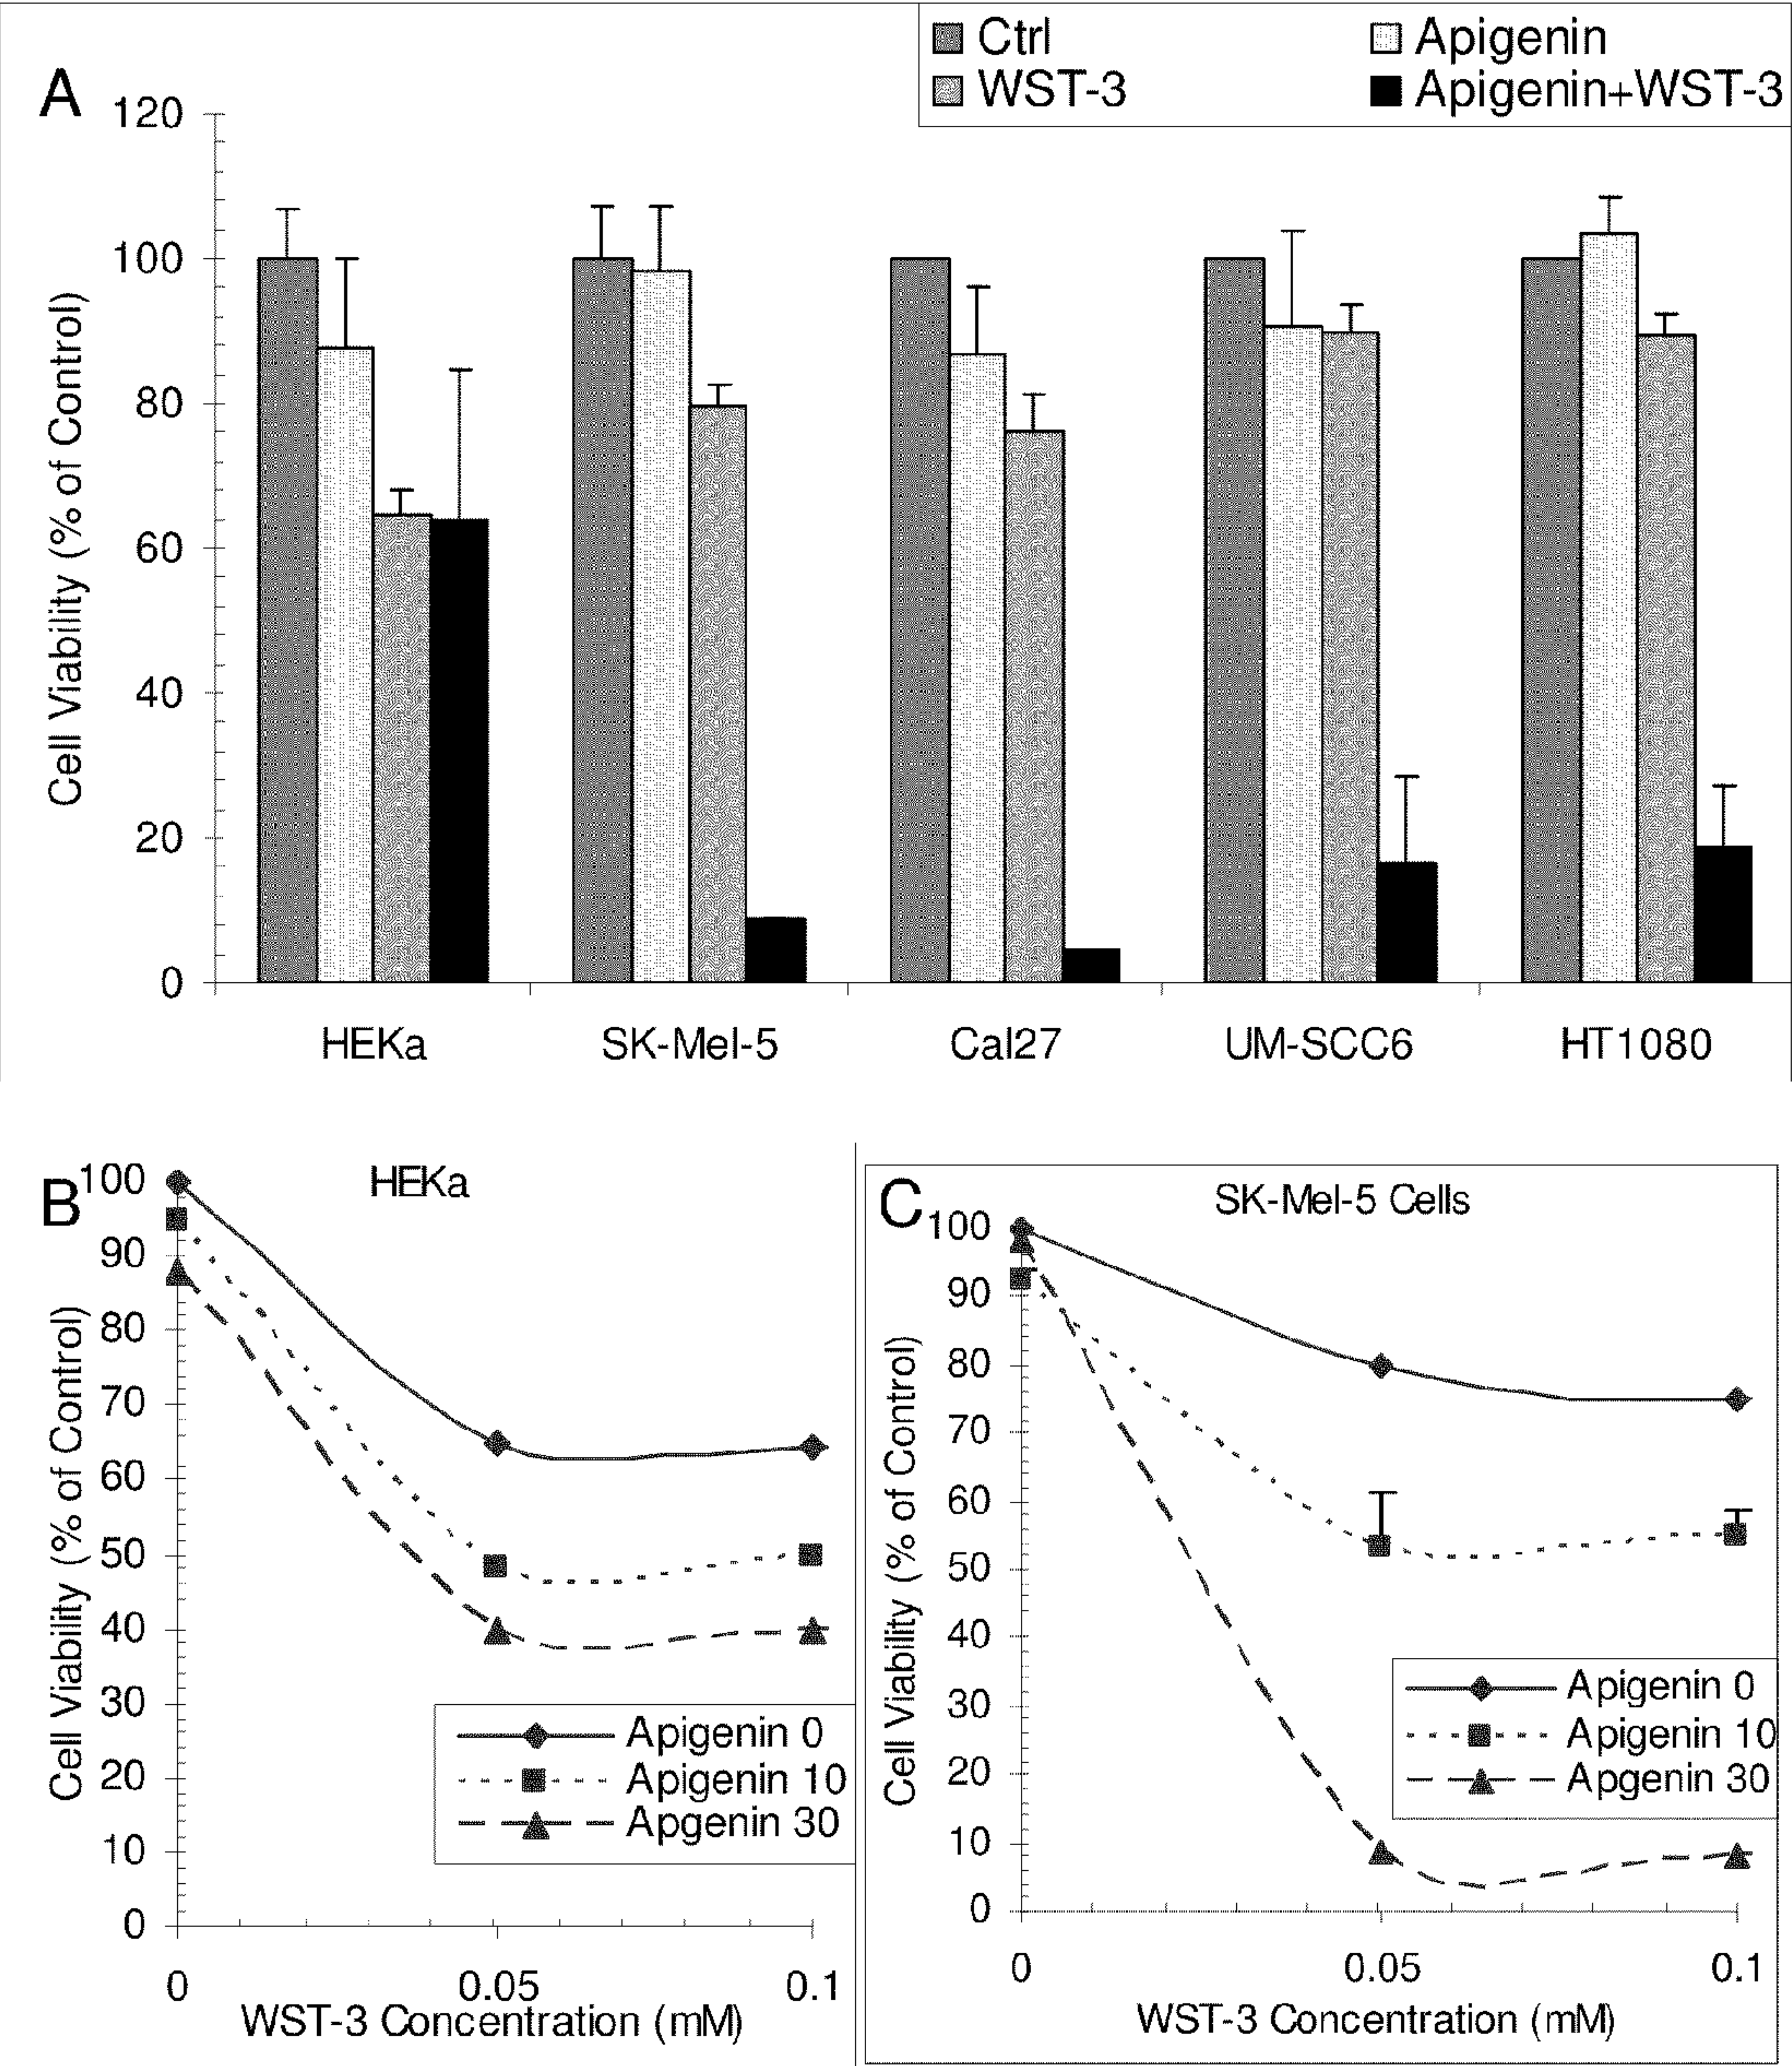 Ctrl Apigenin
WST-3 Apigenin+WST-3
A
Cell Viability (% of Control)
120
100
80
60
40
20
0
HEKa SK-Mel-5 Cal27 UM-SCC6 HT1080
B
HEKa
Cell Viability (% of Control)
100
90
80
70
60
50
40
30
20
10
0
Apigenin 0
Apigenin 10
Apgenin 30
0 0.05 0.1
WST-3 Concentration (mM)
C
SK-Mel-5 Cells
Cell Viability (% of Control)
100
90
80
70
60
50
40
30
20
10
0
Apigenin 0
Apigenin 10
Apgenin 30
0 0.05 0.1
WST-3 Concentration (mM)